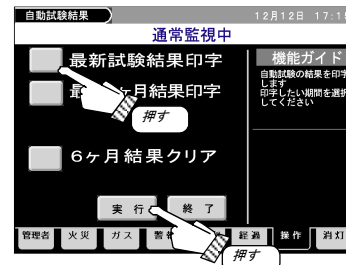 自動試験結果
12月12日 17:1
通常監視中
最新試験結果印字
ヶ月結果印字
押す
6ヶ月結果クリア
実行
終了
機能ガイド
自動試験の結果を印字
します
印字したい期間を選択
してください
管理者
火災
ガス
経過
操作
消灯
押す